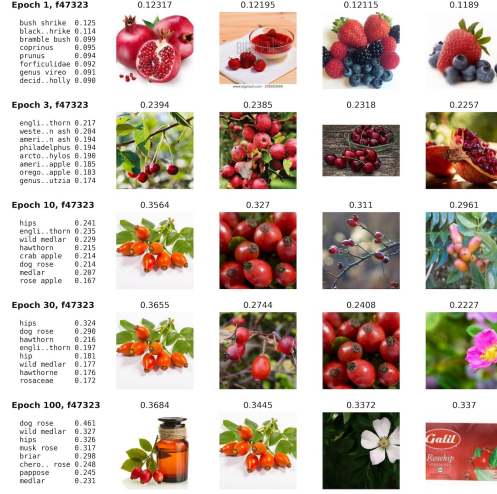 Epoch 1, f47323
0.12317 0.12195 0.12115 0.1189
bush shrike 0.125
black..hrike 0.114
bramble bush 0.099
coprinus 0.095
prunus 0.094
forficulidae 0.092
genus vireo 0.091
decid..holly 0.090
Epoch 3, f47323
0.2394 0.2385 0.2318 0.2257
engli..thorn 0.217
weste..n ash 0.204
ameri..n ash 0.194
philadelphus 0.194
arcto..hylos 0.190
ameri..apple 0.185
orego..apple 0.183
genus..utzia 0.174
Epoch 10, f47323
0.3564 0.327 0.311 0.2961
hips 0.241
engli..thorn 0.235
wild medlar 0.229
hawthorn 0.215
crab apple 0.214
dog rose 0.214
medlar 0.207
rose apple 0.167
Epoch 30, f47323
0.3655 0.2744 0.2408 0.2227
hips 0.324
dog rose 0.290
hawthorn 0.216
engli..thorn 0.197
hip 0.181
wild medlar 0.177
hawthorne 0.176
rosaceae 0.172
Epoch 100, f47323
0.3684 0.3445 0.3372 0.337
dog rose 0.461
wild medlar 0.327
hips 0.326
musk rose 0.317
briar 0.298
chero.. rose 0.248
pappose 0.245
medlar 0.231
Galil
Rosehip